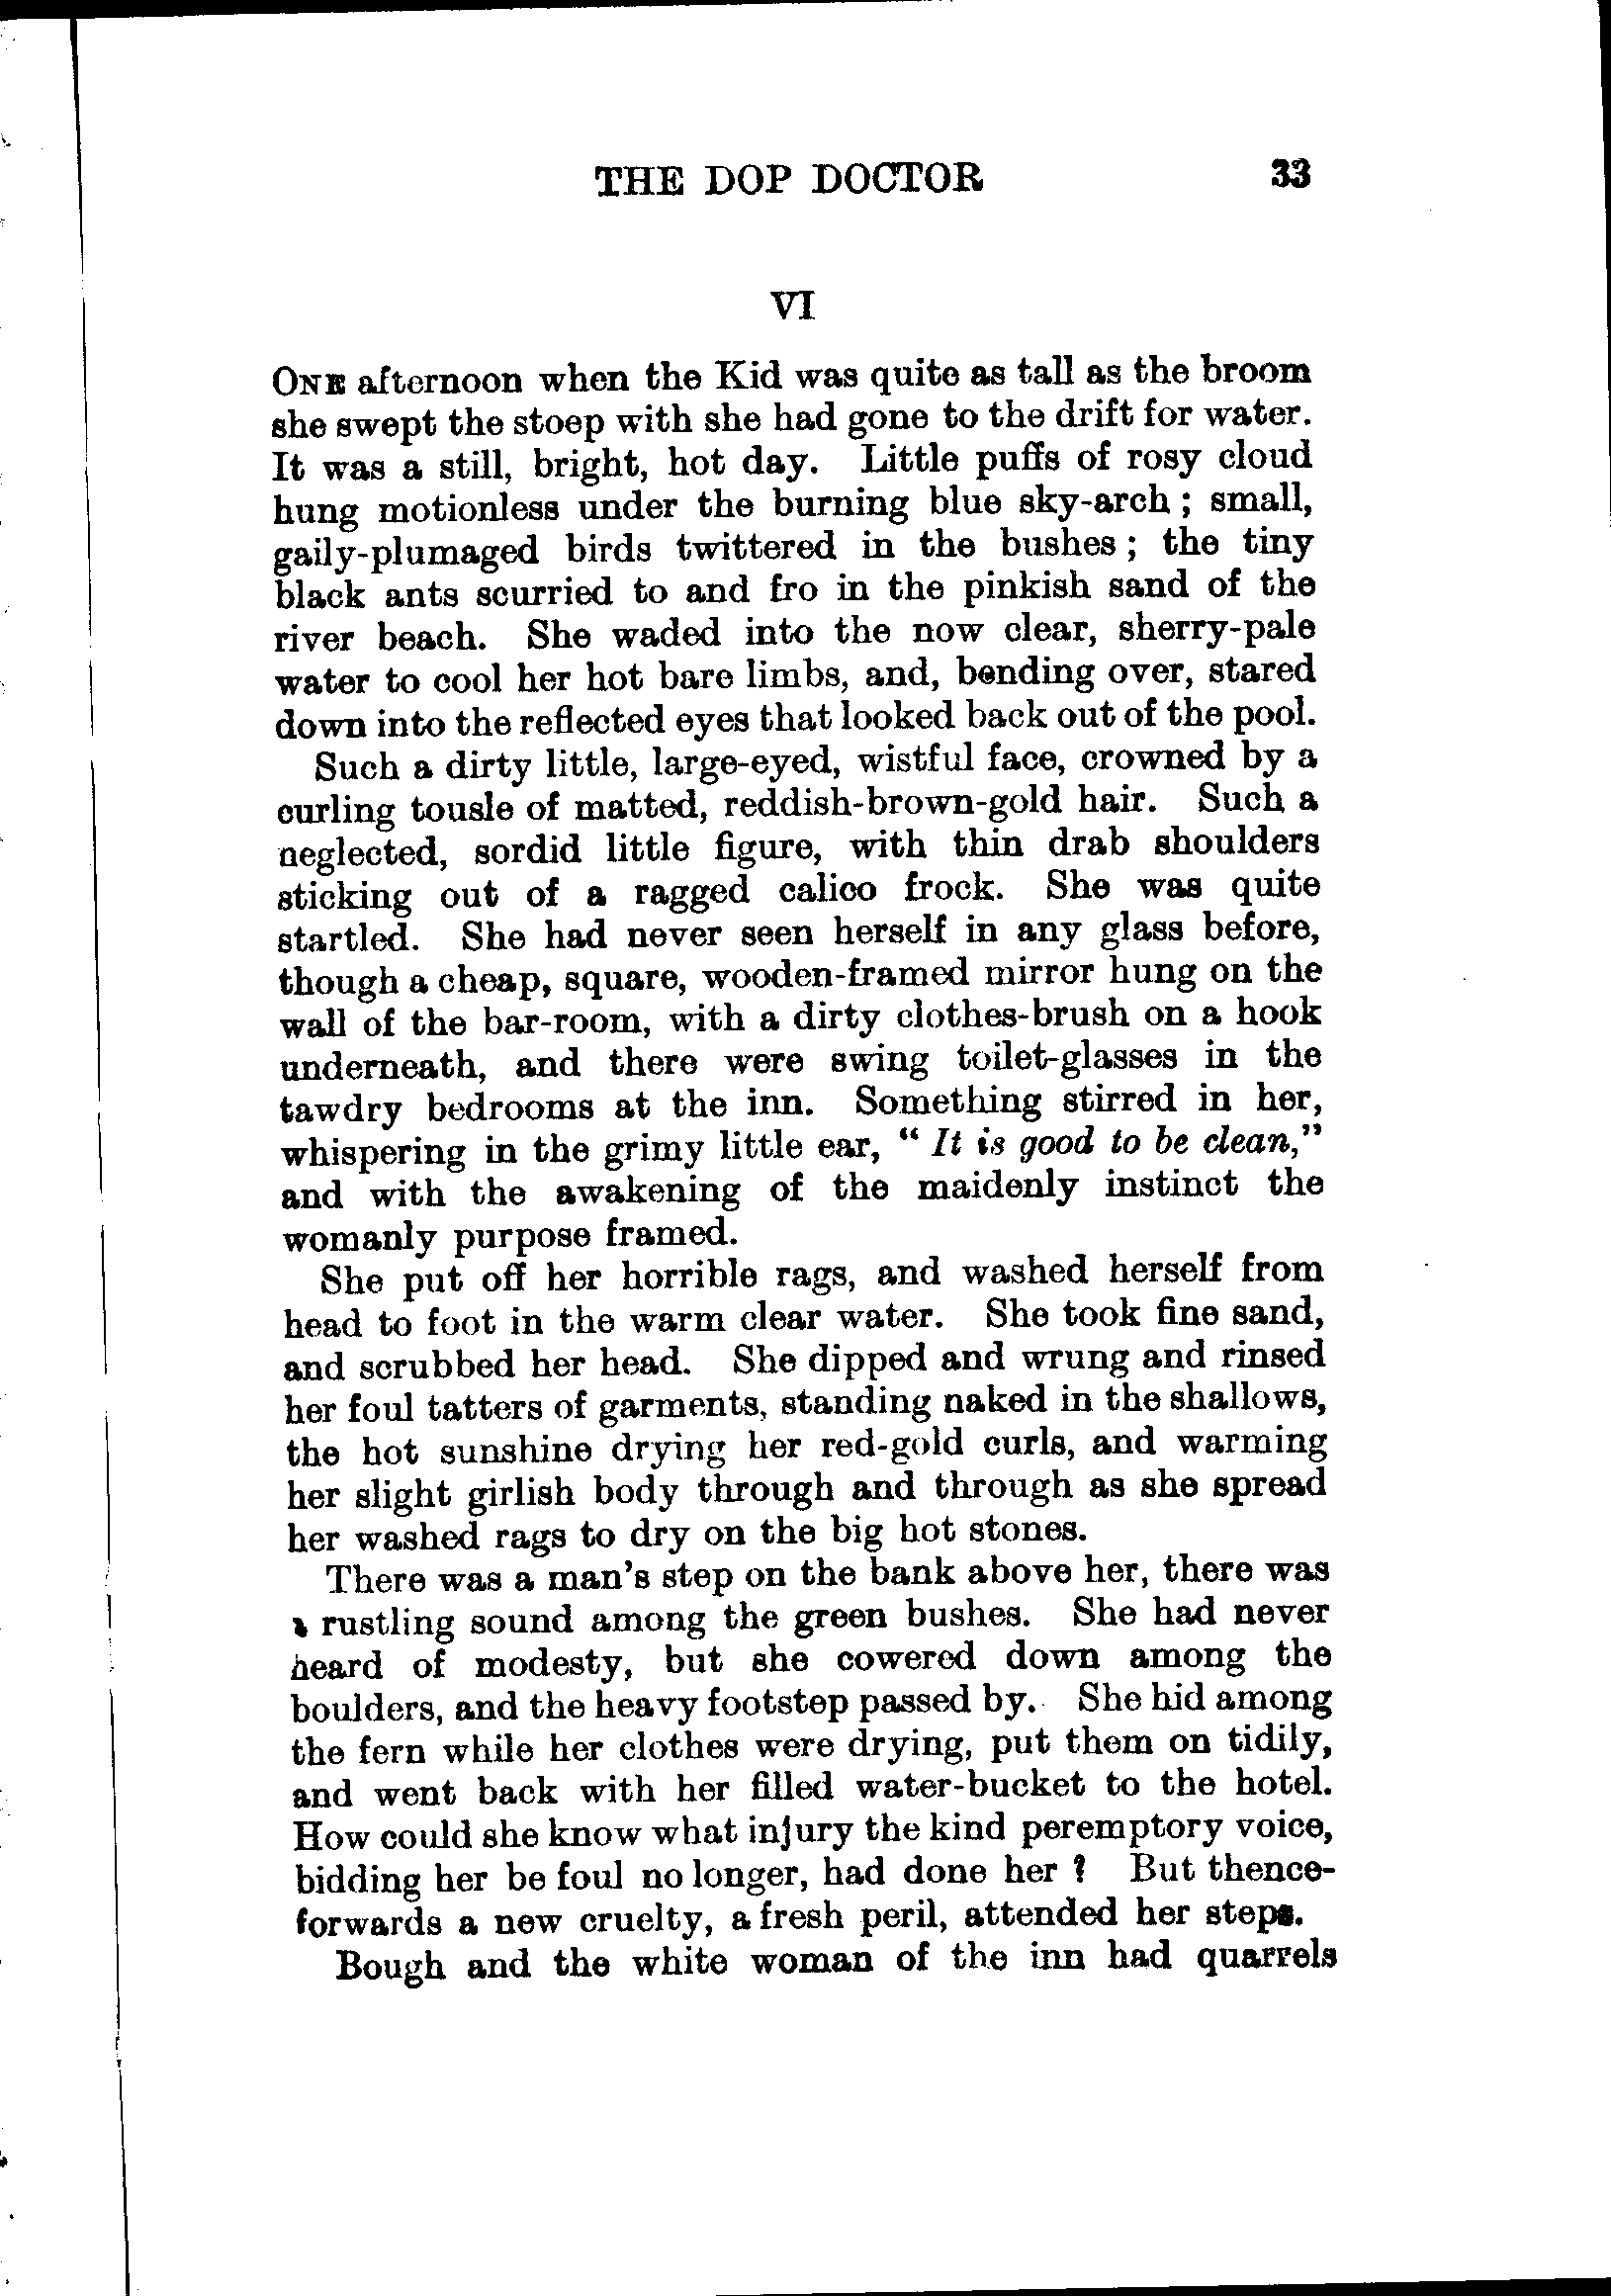 THE DOP DOCTOR 33
VI
ONE afternoon when the Kid was quite as tall as the broom
she swept the stoep with she had gone to the drift for water.
It was a still, bright, hot day. Little puffs of rosy cloud
hung motionless under the burning blue sky-arch ; small,
gaily-plumaged birds twittered in the bushes ; the tiny
black ants scurried to and fro in the pinkish sand of the
river beach. She waded into the now clear, sherry-pale
water to cool her hot bare limbs, and, bending over, stared
down into the reflected eyes that looked back out of the pool.
Such a dirty little, large-eyed, wistful face, crowned by a
curling tousle of matted, reddish-brown-gold hair. Such a
neglected, sordid little figure, with thin drab shoulders
sticking out of a ragged calico frock. She was quite
startled. She had never seen herself in any glass before,
though a cheap, square, wooden-framed mirror hung on the
wall of the bar-room, with a dirty clothes-brush on a hook
underneath, and there were swing toilet-glasses in the
tawdry bedrooms at the inn. Something stirred in her,
whispering in the grimy little ear, “ It is good to be clean,”
and with the awakening of the maidenly instinct the
womanly purpose framed.
She put off her horrible rags, and washed herself from
head to foot in the warm clear water. She took fine sand,
and scrubbed her head. She dipped and wrung and rinsed
her foul tatters of garments, standing naked in the shallows,
the hot sunshine drying her red-gold curls, and warming
her slight girlish body through and through as she spread
her washed rags to dry on the big hot stones.
There was a man's step on the bank above her, there was
a rustling sound among the green bushes. She had never
heard of modesty, but she cowered down among the
boulders, and the heavy footstep passed by. She hid among
the fern while her clothes were drying, put them on tidily,
and went back with her filled water-bucket to the hotel.
How could she know what injury the kind peremptory voice,
bidding her be foul no longer, had done her ? But thence-
forwards a new cruelty, a fresh peril, attended her steps.
Bough and the white woman of the inn had quarrels